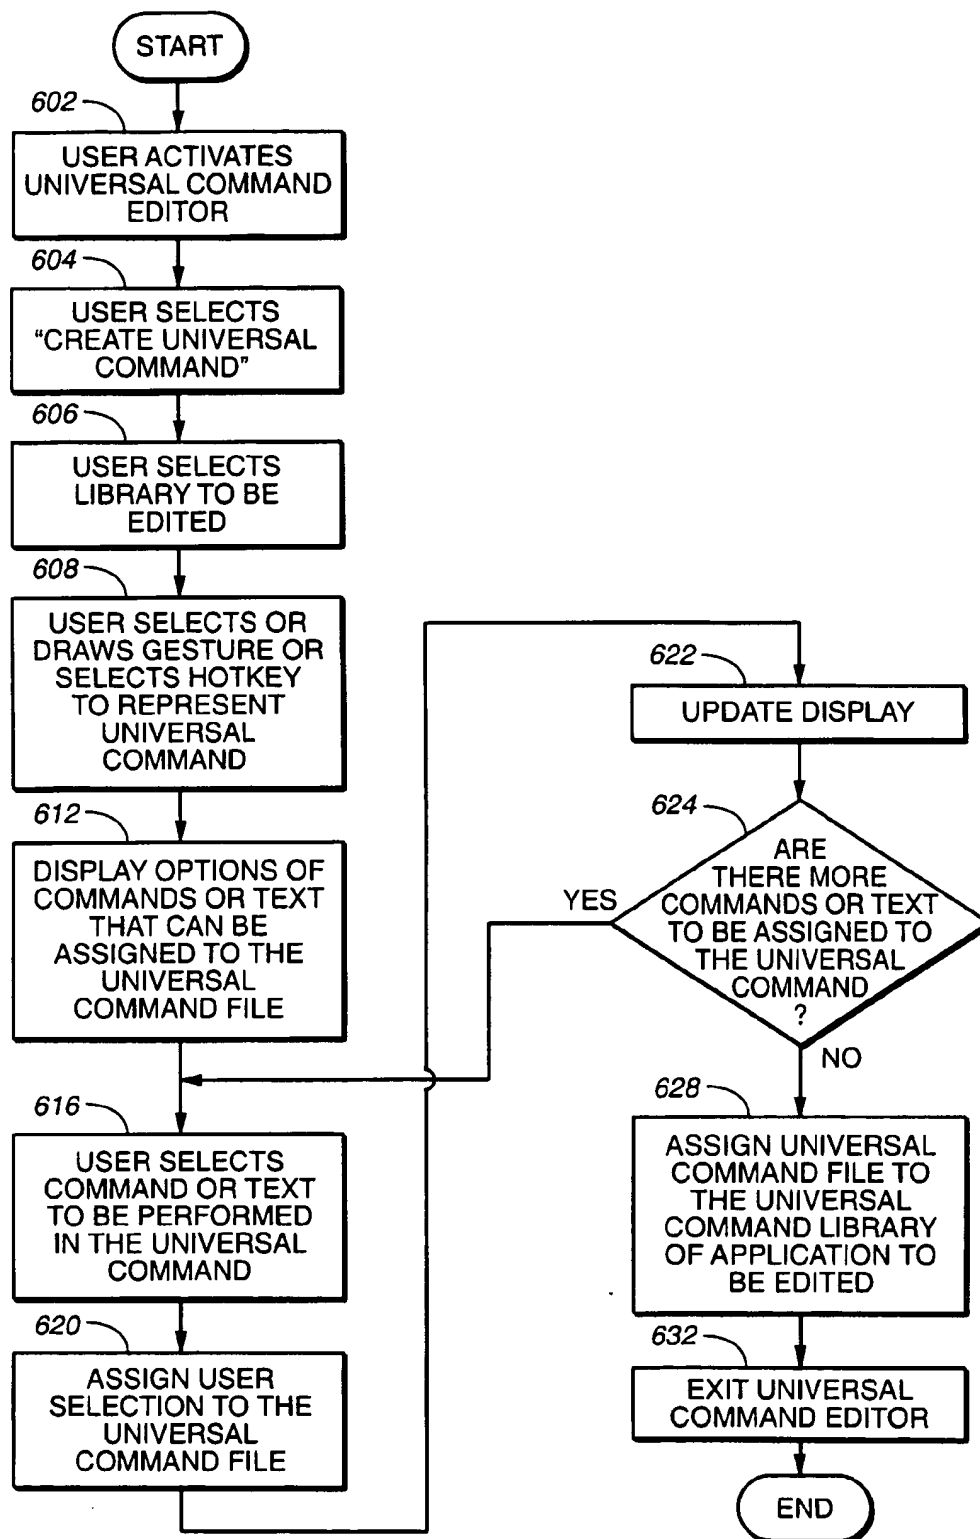 START
602
USER ACTIVATES
UNIVERSAL COMMAND
EDITOR
604
USER SELECTS
“CREATE UNIVERSAL
COMMAND”
606
USER SELECTS
LIBRARY TO BE
EDITED
608
USER SELECTS OR
DRAWS GESTURE OR
SELECTS HOTKEY
TO REPRESENT
UNIVERSAL
COMMAND
612
DISPLAY OPTIONS OF
COMMANDS OR TEXT
THAT CAN BE
ASSIGNED TO THE
UNIVERSAL
COMMAND FILE
616
USER SELECTS
COMMAND OR TEXT
TO BE PERFORMED
IN THE UNIVERSAL
COMMAND
620
ASSIGN USER
SELECTION TO THE
UNIVERSAL
COMMAND FILE
622
UPDATE DISPLAY
624
ARE
THERE MORE
COMMANDS OR TEXT
TO BE ASSIGNED TO
THE UNIVERSAL
COMMAND
?
YES
NO
628
ASSIGN UNIVERSAL
COMMAND FILE TO
THE UNIVERSAL
COMMAND LIBRARY
OF APPLICATION TO
BE EDITED
632
EXIT UNIVERSAL
COMMAND EDITOR
END